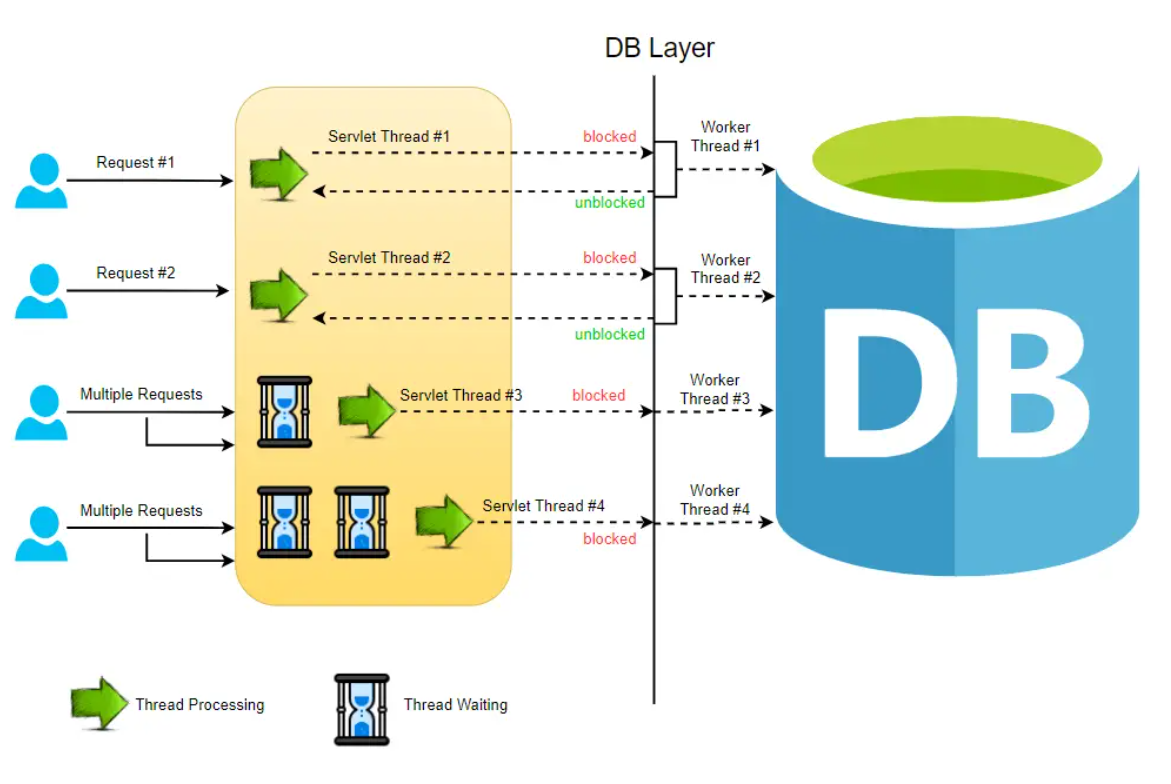 DB Layer
Servlet Thread #1
blocked
Worker
Thread #1
Request #1
unblocked
Servlet Thread #2
blocked
Worker
Thread #2
Request #2
unblocked
Multiple Requests
Servlet Thread #3
blocked
Worker
Thread #3
DB
Multiple Requests
Servlet Thread #4
blocked
Worker
Thread #4
Thread Processing
Thread Waiting